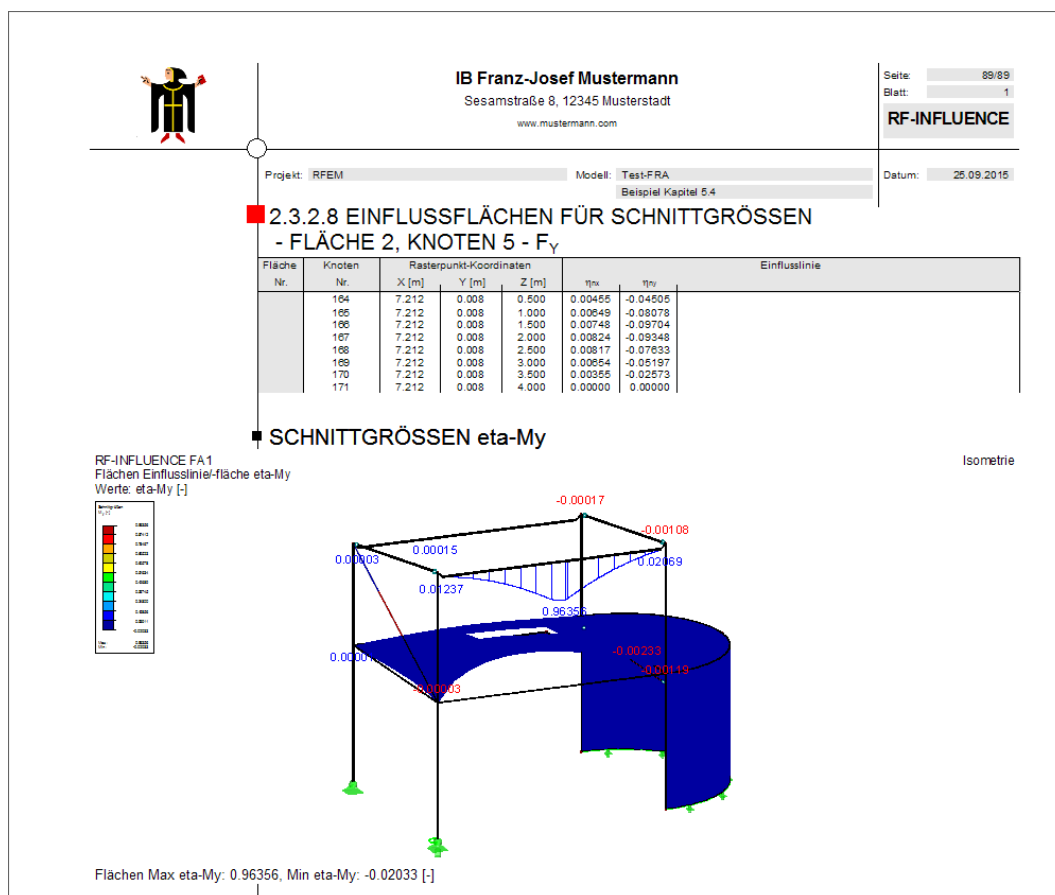 IB Franz-Josef Mustermann
Sesamstraße 8, 12345 Musterstadt
www.mustermann.com
Seite: 89/89
Blatt: 1
RF-INFLUENCE
Projekt: RFEM
Modell: Test-FRA
Beispiel Kapitel 5.4
Datum: 25.09.2015
2.3.2.8 EINFLUSSFLÄCHEN FÜR SCHNITTGRÖSSEN
- FLÄCHE 2, KNOTEN 5 - FY
Fläche Knoten Rasterpunkt-Koordinaten Einflusslinie
Nr. Nr. X [m] Y [m] Z [m] ηnx ηny
164 7.212 0.008 0.500 0.00455 -0.04505
165 7.212 0.008 1.000 0.00649 -0.08078
166 7.212 0.008 1.500 0.00748 -0.09704
167 7.212 0.008 2.000 0.00824 -0.09348
168 7.212 0.008 2.500 0.00817 -0.07633
169 7.212 0.008 3.000 0.00654 -0.05197
170 7.212 0.008 3.500 0.00355 -0.02573
171 7.212 0.008 4.000 0.00000 0.00000
SCHNITTGRÖSSEN eta-My
RF-INFLUENCE FA1
Isometrie
Flächen Einflusslinie/-fläche eta-My
Werte: eta-My [-]
-0.00017
-0.00108
0.00015
0.00003
0.02069
0.01237
0.96356
-0.00233
-0.00119
-0.00003
Flächen Max eta-My: 0.96356, Min eta-My: -0.02033 [-]